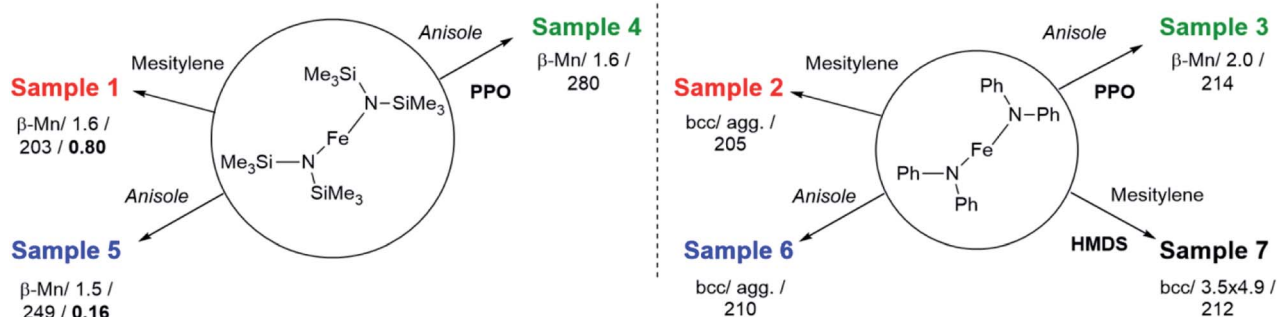 Sample 1
β-Mn/ 1.6 /
203 / 0.80
Mesitylene
Anisole
Sample 5
β-Mn/ 1.5 /
249 / 0.16
Me3Si
N
SiMe3
Fe
Me3Si
N
SiMe3
Anisole
PPO
Sample 4
β-Mn/ 1.6 /
280
Sample 2
bcc/ agg. /
205
Mesitylene
Anisole
Sample 6
bcc/ agg. /
210
Ph
N
Ph
Fe
Ph
N
Ph
Anisole
PPO
Sample 3
β-Mn/ 2.0 /
214
Mesitylene
HMDS
Sample 7
bcc/ 3.5x4.9 /
212